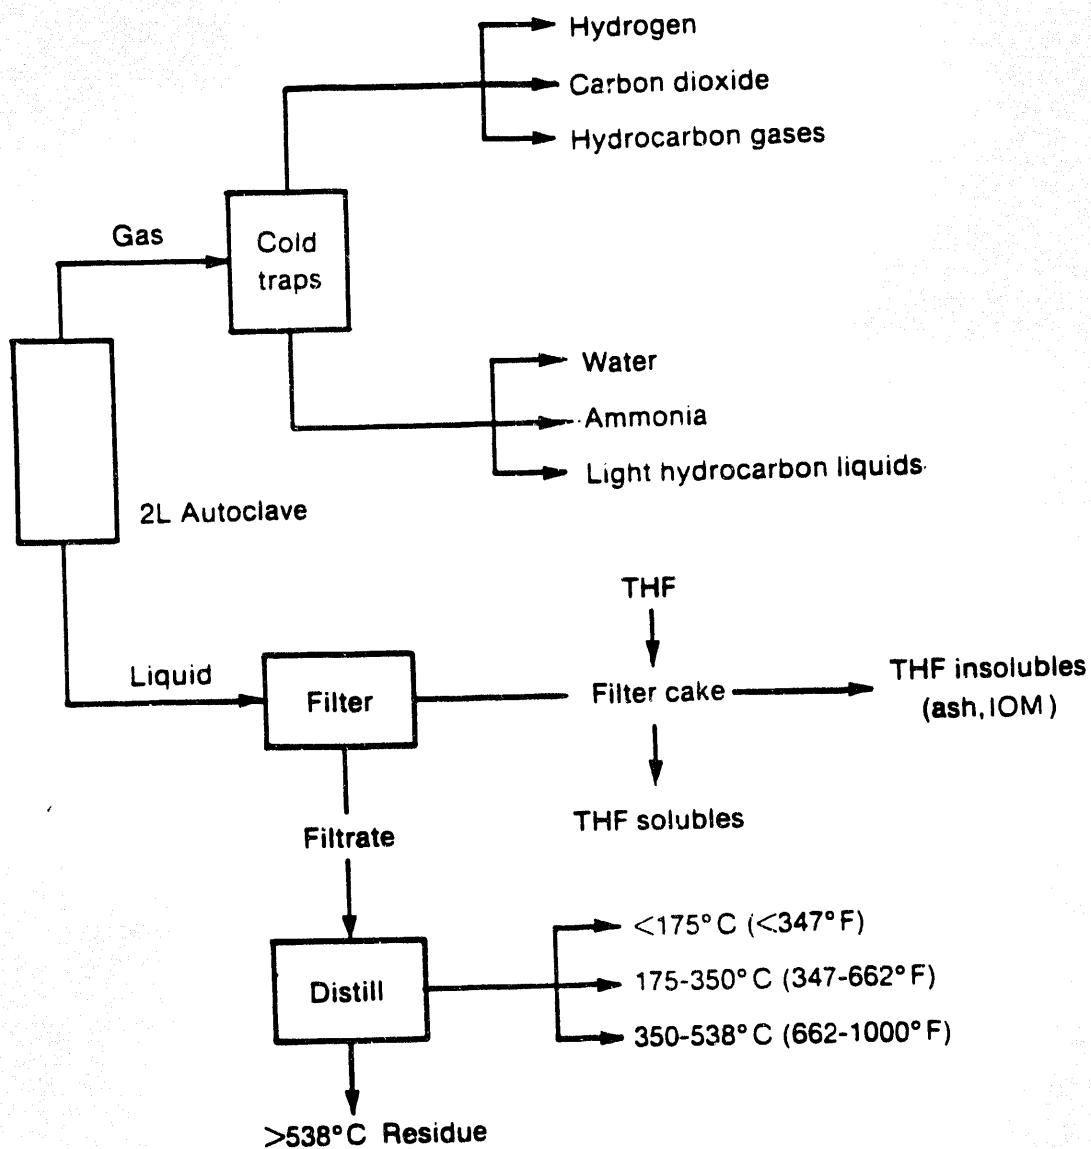 Hydrogen
Carbon dioxide
Hydrocarbon gases
Gas
Cold
traps
Water
Ammonia
Light hydrocarbon liquids
2L Autoclave
THF
Liquid
Filter
Filter cake
THF insolubles
(ash, IOM)
THF solubles
Filtrate
<175°C (<347°F)
175-350°C (347-662°F)
350-538°C (662-1000°F)
Distill
>538°C Residue